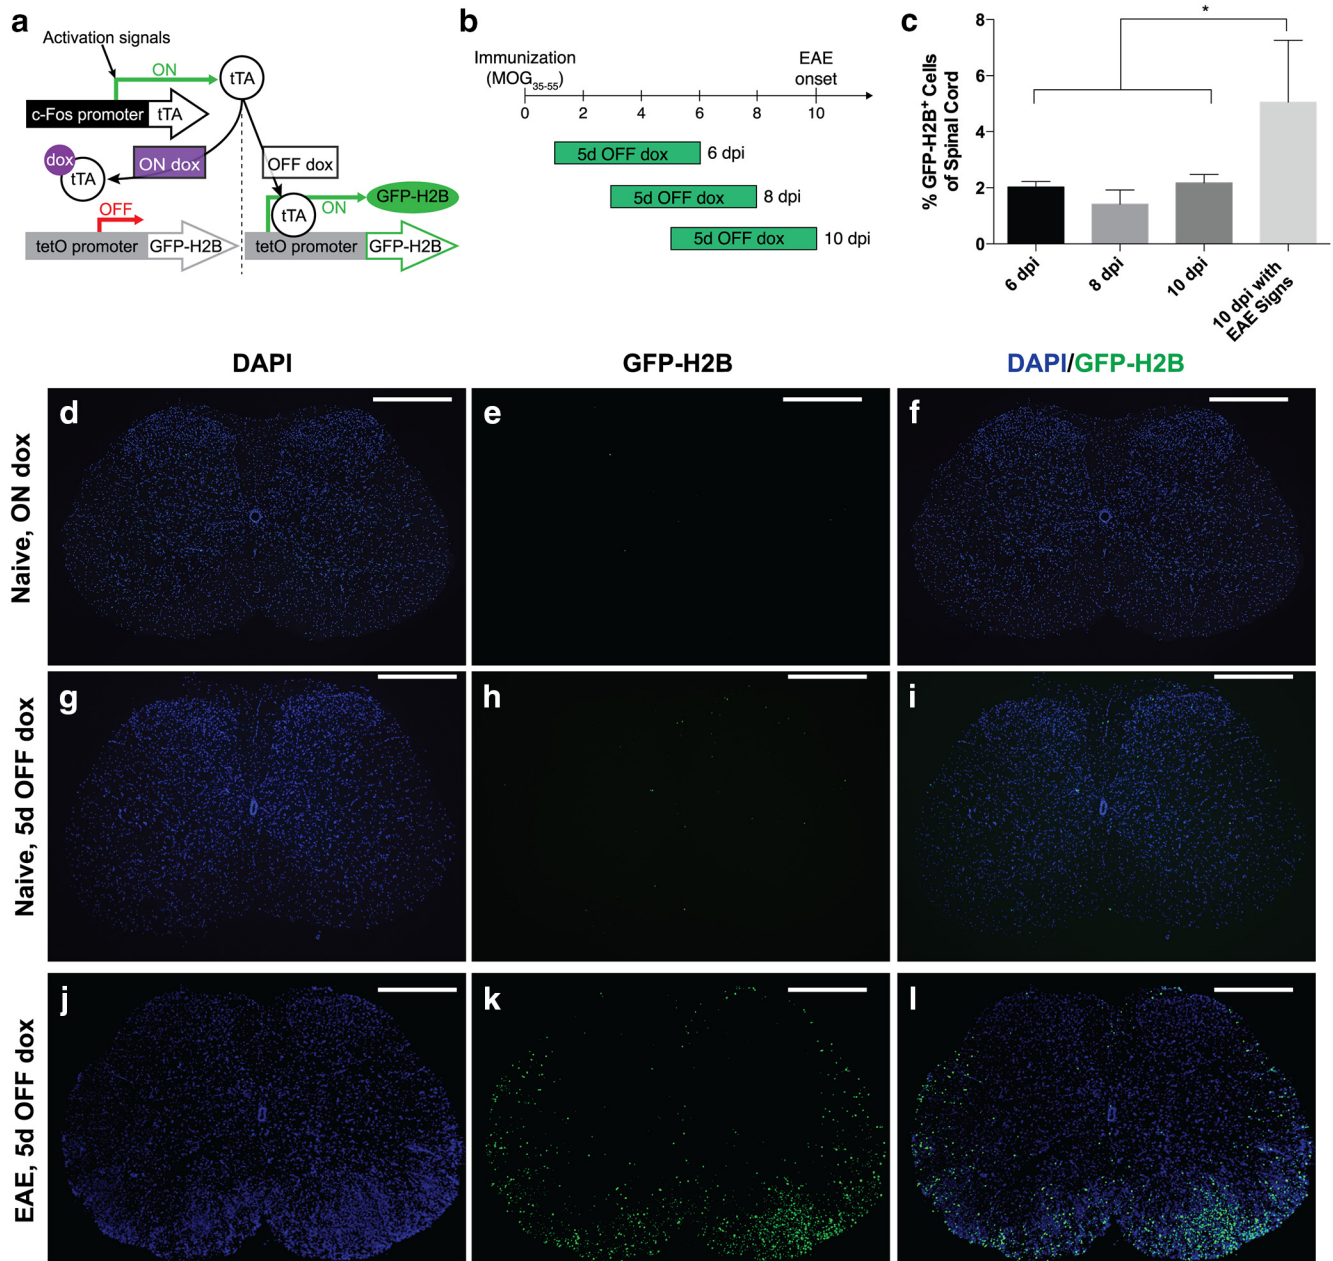 a
Activation signals
ON
tTA
c-Fos promoter
tTA
dox
tTA
ON dox
OFF dox
OFF
tTA
ON
GFP-H2B
tetO promoter
GFP-H2B
tetO promoter
GFP-H2B
b
Immunization
(MOG35-55)
EAE
onset
0 2 4 6 8 10
5d OFF dox 6 dpi
5d OFF dox 8 dpi
5d OFF dox 10 dpi
c
% GFP-H2B+ Cells
of Spinal Cord
8
6
4
2
0
*
6 dpi
8 dpi
10 dpi
10 dpi with
EAE Signs
DAPI
GFP-H2B
DAPI/GFP-H2B
Naive, ON dox
d
e
f
Naive, 5d OFF dox
g
h
i
EAE, 5d OFF dox
j
k
l